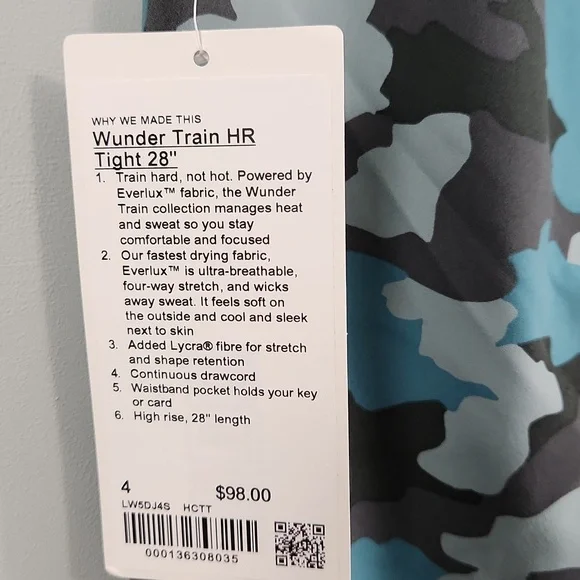 WHY WE MADE THIS
Wunder Train HR
Tight 28"
1. Train hard, not hot. Powered by
Everlux™ fabric, the Wunder
Train collection manages heat
and sweat so you stay
comfortable and focused
2. Our fastest drying fabric,
Everlux™ is ultra-breathable,
four-way stretch, and wicks
away sweat. It feels soft on
the outside and cool and sleek
next to skin
3. Added Lycra® fibre for stretch
and shape retention
4. Continuous drawcord
5. Waistband pocket holds your key
or card
6. High rise, 28" length
4 $98.00
LW5DJ4S HCTT
000136308035